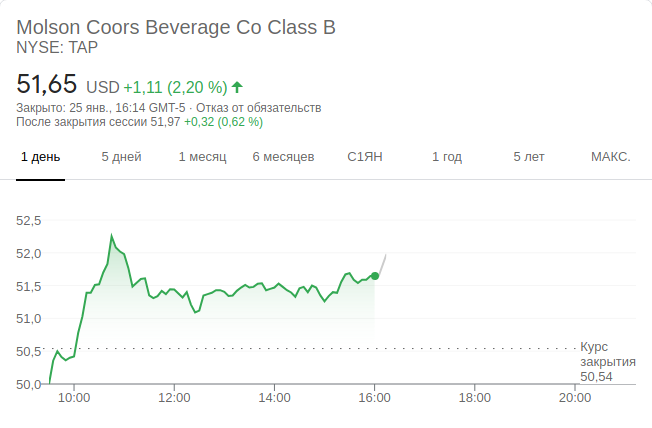 Molson Coors Beverage Co Class B
NYSE: TAP
51,65 USD +1,11 (2,20 %)
Закрыто: 25 янв., 16:14 GMT-5 · Отказ от обязательств
После закрытия сессии 51,97 +0,32 (0,62 %)
1 день 5 дней 1 месяц 6 месяцев С1ЯН 1 год 5 лет МАКС.
52,5
52,0
51,5
51,0
50,5
50,0
Курс
закрытия
50,54
10:00 12:00 14:00 16:00 18:00 20:00